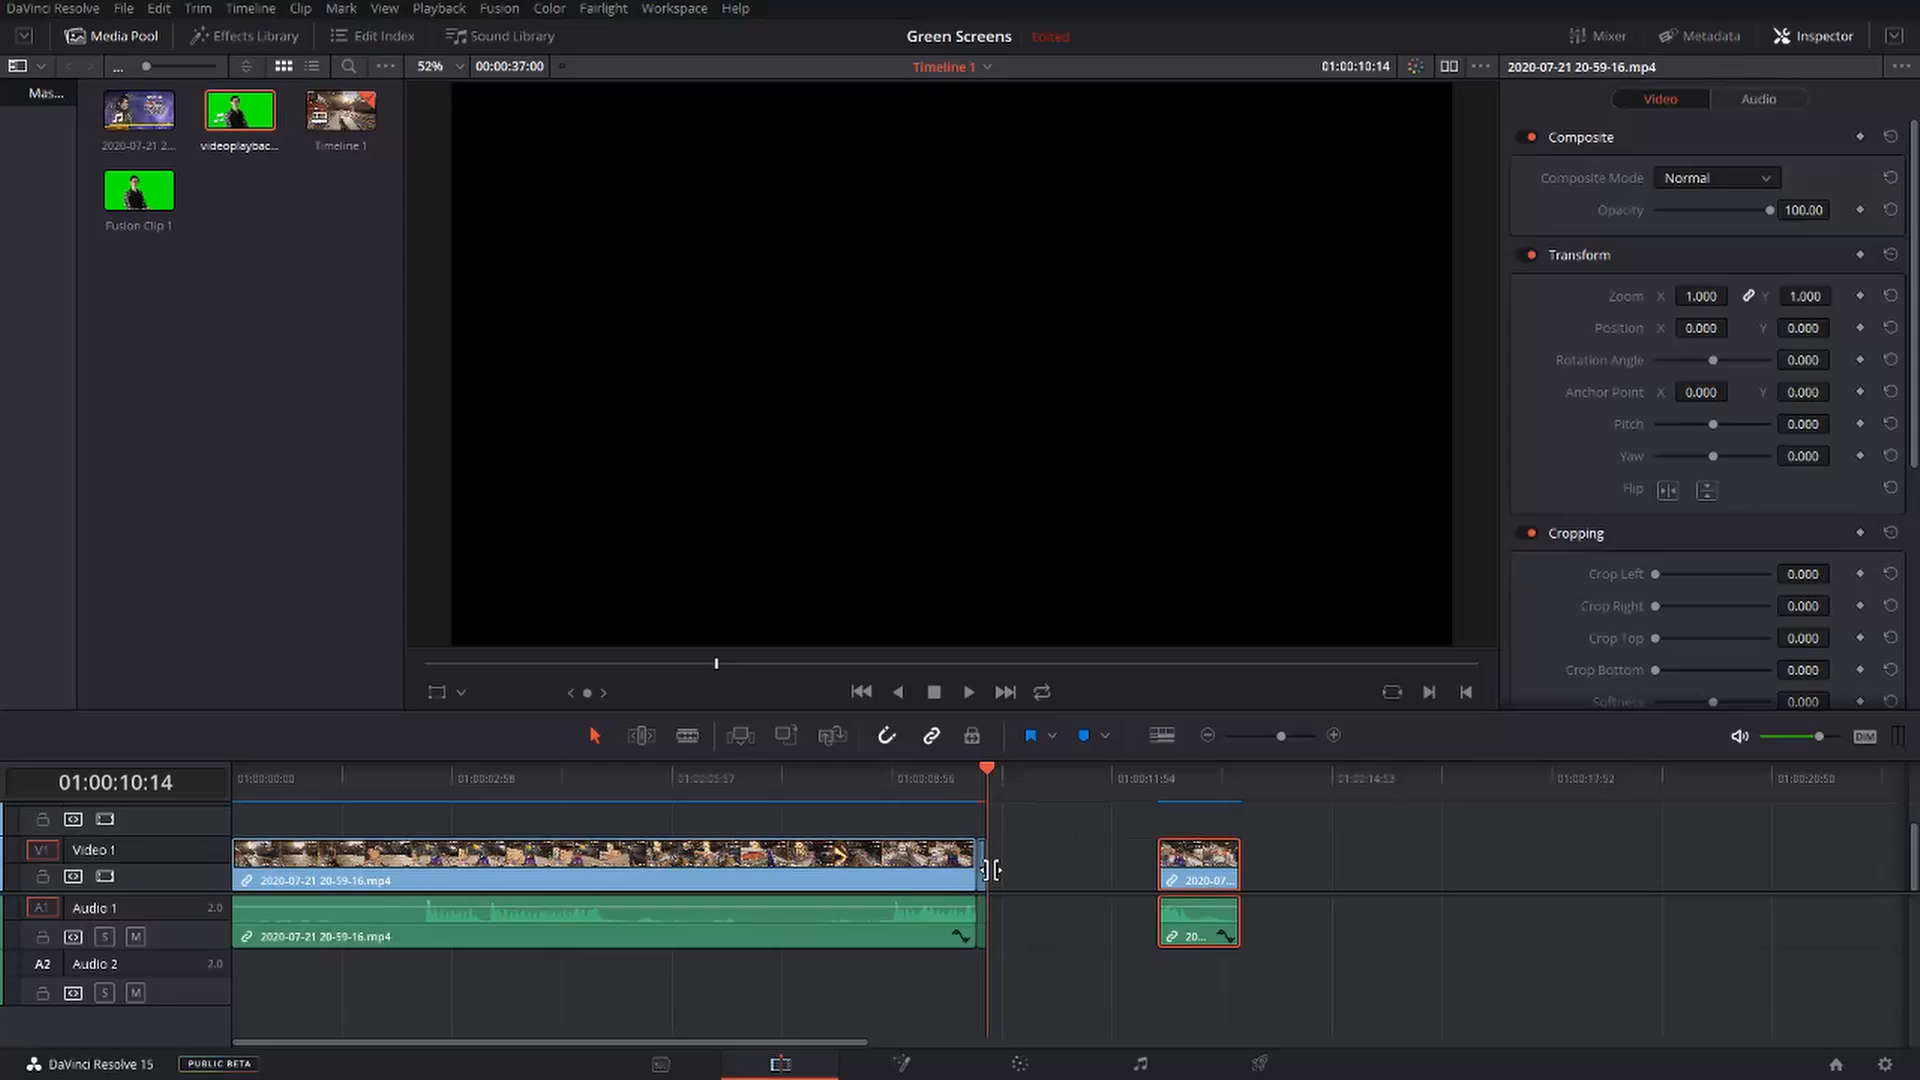 DaVinci Resolve File Edit Trim Timeline Clip Mark View Playback Fusion Color Fairlight Workspace Help
Media Pool Effects Library Edit Index Sound Library Green Screens Edited Mixer Metadata Inspector
... 52% 00:00:37:00 Timeline 1 01:00:10:14 2020-07-21 20-59-16.mp4
Mas...
Video Audio
Composite
2020-07-21 2... videoplaybac... Timeline 1
Composite Mode Normal
Opacity 100.00
Fusion Clip 1
Transform
Zoom X 1.000 Y 1.000
Position X 0.000 Y 0.000
Rotation Angle 0.000
Anchor Point X 0.000 Y 0.000
Pitch 0.000
Yaw 0.000
Flip
Cropping
Crop Left 0.000
Crop Right 0.000
Crop Top 0.000
Crop Bottom 0.000
Softness 0.000
DIM
01:00:10:14 01:00:00:00 01:00:02:58 01:00:05:57 01:00:08:56 01:00:11:54 01:00:14:53 01:00:17:52 01:00:20:50
V1 Video 1
2020-07-21 20-59-16.mp4 2020-07...
A1 Audio 1 2.0
S M 2020-07-21 20-59-16.mp4 20...
A2 Audio 2 2.0
S M
DaVinci Resolve 15 PUBLIC BETA